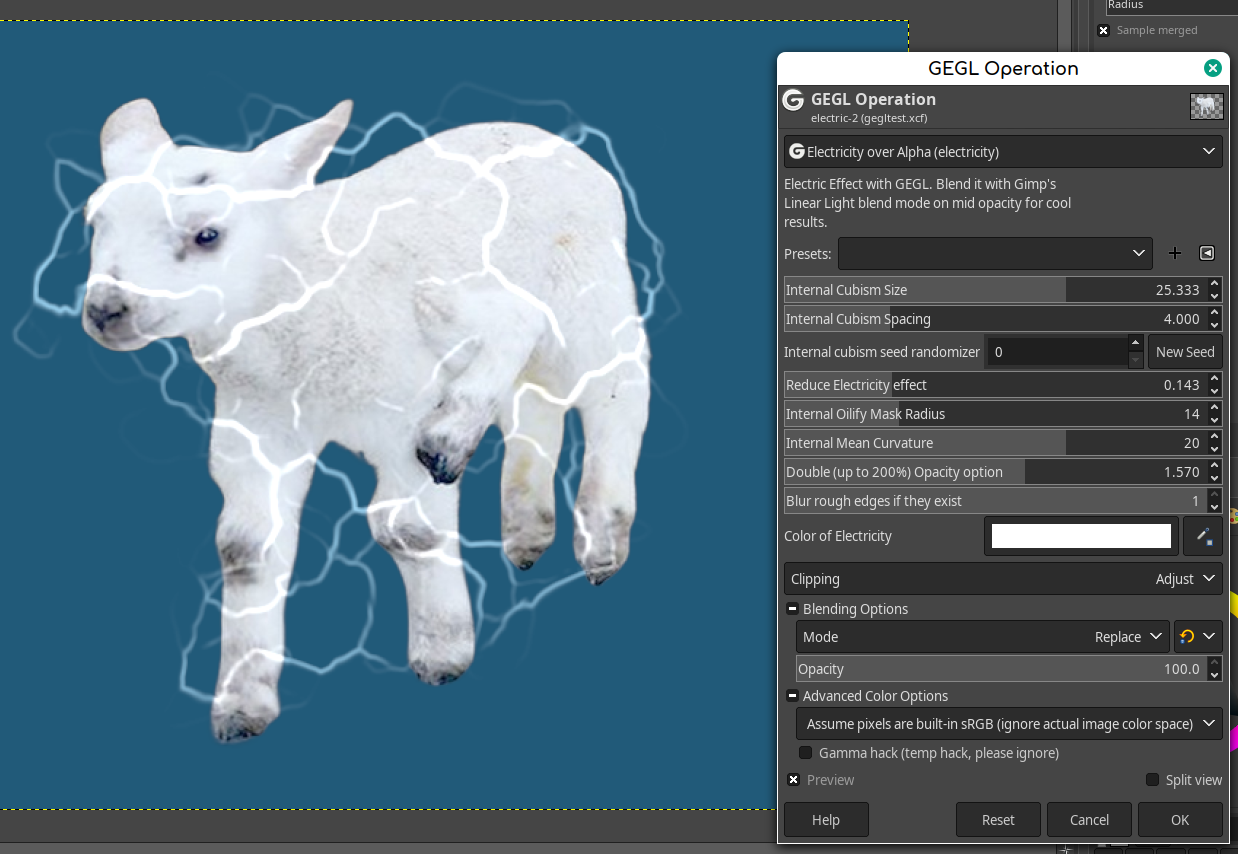 Radius
Sample merged
GEGL Operation
GEGL Operation
electric-2 (gegltest.xcf)
Electricity over Alpha (electricity)
Electric Effect with GEGL. Blend it with Gimp's
Linear Light blend mode on mid opacity for cool
results.
Presets:
Internal Cubism Size 25.333
Internal Cubism Spacing 4.000
Internal cubism seed randomizer 0 New Seed
Reduce Electricity effect 0.143
Internal Oilify Mask Radius 14
Internal Mean Curvature 20
Double (up to 200%) Opacity option 1.570
Blur rough edges if they exist 1
Color of Electricity
Clipping Adjust
Blending Options
Mode Replace
Opacity 100.0
Advanced Color Options
Assume pixels are built-in sRGB (ignore actual image color space)
Gamma hack (temp hack, please ignore)
Preview Split view
Help Reset Cancel OK